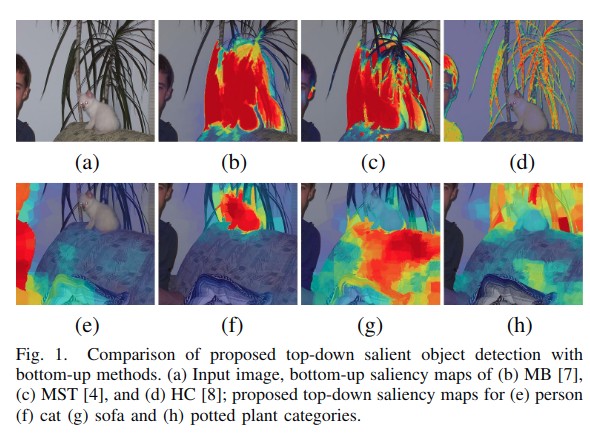 (a) (b) (c) (d)
(e) (f) (g) (h)
Fig. 1. Comparison of proposed top-down salient object detection with
bottom-up methods. (a) Input image, bottom-up saliency maps of (b) MB [7],
(c) MST [4], and (d) HC [8]; proposed top-down saliency maps for (e) person
(f) cat (g) sofa and (h) potted plant categories.